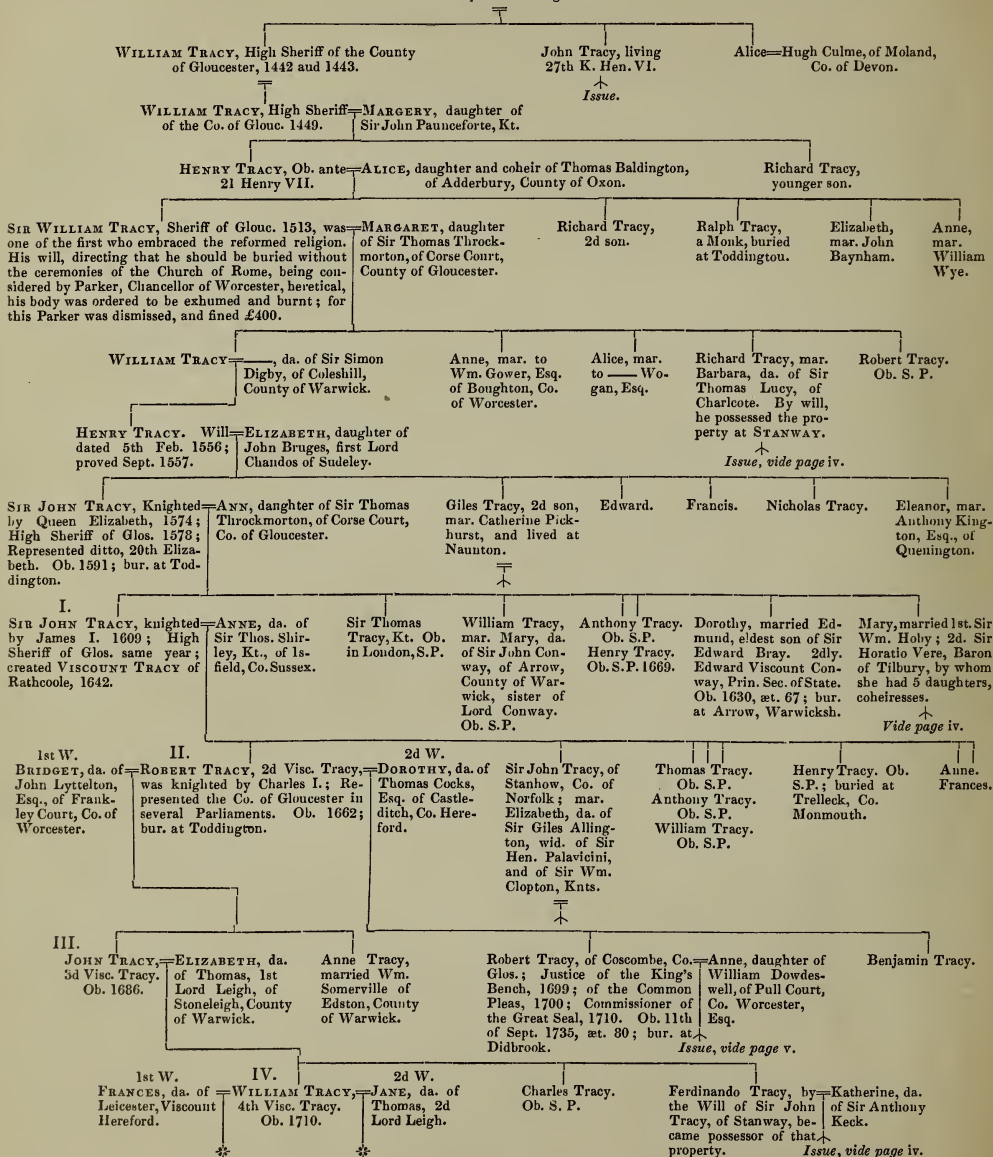 WILLIAM TRACY, High Sheriff of the County
of Gloucester, 1442 aud 1443.
John Tracy, living
27th K. Hen. VI.
Issue.
Alice=Hugh Culme, of Moland,
Co. of Devon.
WILLIAM TRACY, High Sheriff
of the Co. of Glouc. 1449.
MARGERY, daughter of
Sir John Paunceforte, Kt.
HENRY TRACY, Ob. ante
21 Henry VII.
ALICE, daughter and coheir of Thomas Baldington,
of Adderbury, County of Oxon.
Richard Tracy,
younger son.
SIR WILLIAM TRACY, Sheriff of Glouc. 1513, was
one of the first who embraced the reformed religion.
His will, directing that he should be buried without
the ceremonies of the Church of Rome, being con-
sidered by Parker, Chancellor of Worcester, heretical,
his body was ordered to be exhumed and burnt; for
this Parker was dismissed, and fined £400.
MARGARET, daughter
of Sir Thomas Throck-
morton, of Corse Court,
County of Gloucester.
Richard Tracy,
2d son.
Ralph Tracy,
a Monk, buried
at Toddingtou.
Elizabeth,
mar. John
Baynham.
Anne,
mar.
William
Wye.
WILLIAM TRACY
——, da. of Sir Simon
Digby, of Coleshill,
County of Warwick.
Anne, mar. to
Wm. Gower, Esq.
of Boughton, Co.
of Worcester.
Alice, mar.
to —— Wo-
gan, Esq.
Richard Tracy, mar.
Barbara, da. of Sir
Thomas Lucy, of
Charlcote. By will,
he possessed the pro-
perty at STANWAY.
Issue, vide page iv.
Robert Tracy.
Ob. S. P.
HENRY TRACY. Will
dated 5th Feb. 1556;
proved Sept. 1557.
ELIZABETH, daughter of
John Bruges, first Lord
Chandos of Sudeley.
SIR JOHN TRACY, Knighted
by Queen Elizabeth, 1574;
High Sheriff of Glos. 1578;
Represented ditto, 20th Eliza-
beth. Ob. 1591; bur. at Tod-
dington.
ANN, danghter of Sir Thomas
Throckmorton, of Corse Court,
Co. of Gloucester.
Giles Tracy, 2d son,
mar. Catherine Pick-
hurst, and lived at
Naunton.
Edward.
Francis.
Nicholas Tracy.
Eleanor, mar.
Anthony King-
ton, Esq., of
Quenington.
I.
SIR JOHN TRACY, knighted
by James I. 1609; High
Sheriff of Glos. same year;
created VISCOUNT TRACY of
Rathcoole, 1642.
ANNE, da. of
Sir Thos. Shir-
ley, Kt., of Is-
field, Co. Sussex.
Sir Thomas
Tracy, Kt. Ob.
in London, S.P.
William Tracy,
mar. Mary, da.
of Sir John Con-
way, of Arrow,
County of War-
wick, sister of
Lord Conway.
Ob. S.P.
Anthony Tracy.
Ob. S.P.
Henry Tracy.
Ob. S.P. 1669.
Dorothy, married Ed-
mund, eldest son of Sir
Edward Bray. 2dly.
Edward Viscount Con-
way, Prin. Sec. of State.
Ob. 1630, æt. 67; bur.
at Arrow, Warwicksh.
Mary, married 1st. Sir
Wm. Hoby; 2d. Sir
Horatio Vere, Baron
of Tilbury, by whom
she had 5 daughters,
coheiresses.
Vide page iv.
1st W.
BRIDGET, da. of
John Lyttelton,
Esq., of Frank-
ley Court, Co. of
Worcester.
II.
ROBERT TRACY, 2d Visc. Tracy,
was knighted by Charles I.; Re-
presented the Co. of Gloucester in
several Parliaments. Ob. 1662;
bur. at Toddington.
2d W.
DOROTHY, da. of
Thomas Cocks,
Esq. of Castle-
ditch, Co. Here-
ford.
Sir John Tracy, of
Stanhow, Co. of
Norfolk; mar.
Elizabeth, da. of
Sir Giles Alling-
ton, wid. of Sir
Hen. Palavicini,
and of Sir Wm.
Clopton, Knts.
Thomas Tracy.
Ob. S.P.
Anthony Tracy.
Ob. S.P.
William Tracy.
Ob. S.P.
Henry Tracy. Ob.
S.P.; buried at
Trelleck, Co.
Monmouth.
Anne.
Frances.
III.
JOHN TRACY,
3d Visc. Tracy.
Ob. 1686.
ELIZABETH, da.
of Thomas, 1st
Lord Leigh, of
Stoneleigh, County
of Warwick.
Anne Tracy,
married Wm.
Somerville of
Edston, County
of Warwick.
Robert Tracy, of Coscombe, Co.
Glos.; Justice of the King's
Bench, 1699; of the Common
Pleas, 1700; Commissioner of
the Great Seal, 1710. Ob. 11th
of Sept. 1735, æt. 80; bur. at
Didbrook.
Anne, daughter of
William Dowdes-
well, of Pull Court,
Co. Worcester,
Esq.
Issue, vide page v.
Benjamin Tracy.
1st W.
FRANCES, da. of
Leicester, Viscount
Hereford.
IV.
WILLIAM TRACY,
4th Visc. Tracy.
Ob. 1710.
2d W.
JANE, da. of
Thomas, 2d
Lord Leigh.
Charles Tracy.
Ob. S. P.
Ferdinando Tracy, by
the Will of Sir John
Tracy, of Stanway, be-
came possessor of that
property.
Katherine, da.
of Sir Anthony
Keck.
Issue, vide page iv.